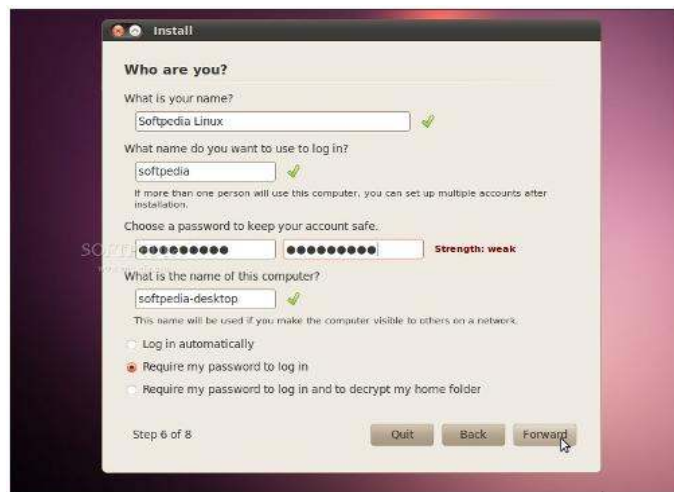 Install
Who are you?
What is your name?
Softpedia Linux
What name do you want to use to log in?
softpedia
If more than one person will use this computer, you can set up multiple accounts after
installation.
Choose a password to keep your account safe.
●●●●●●●●● ●●●●●●●●● Strength: weak
What is the name of this computer?
softpedia-desktop
This name will be used if you make the computer visible to others on a network.
Log in automatically
Require my password to log in
Require my password to log in and to decrypt my home folder
Step 6 of 8 Quit Back Forward